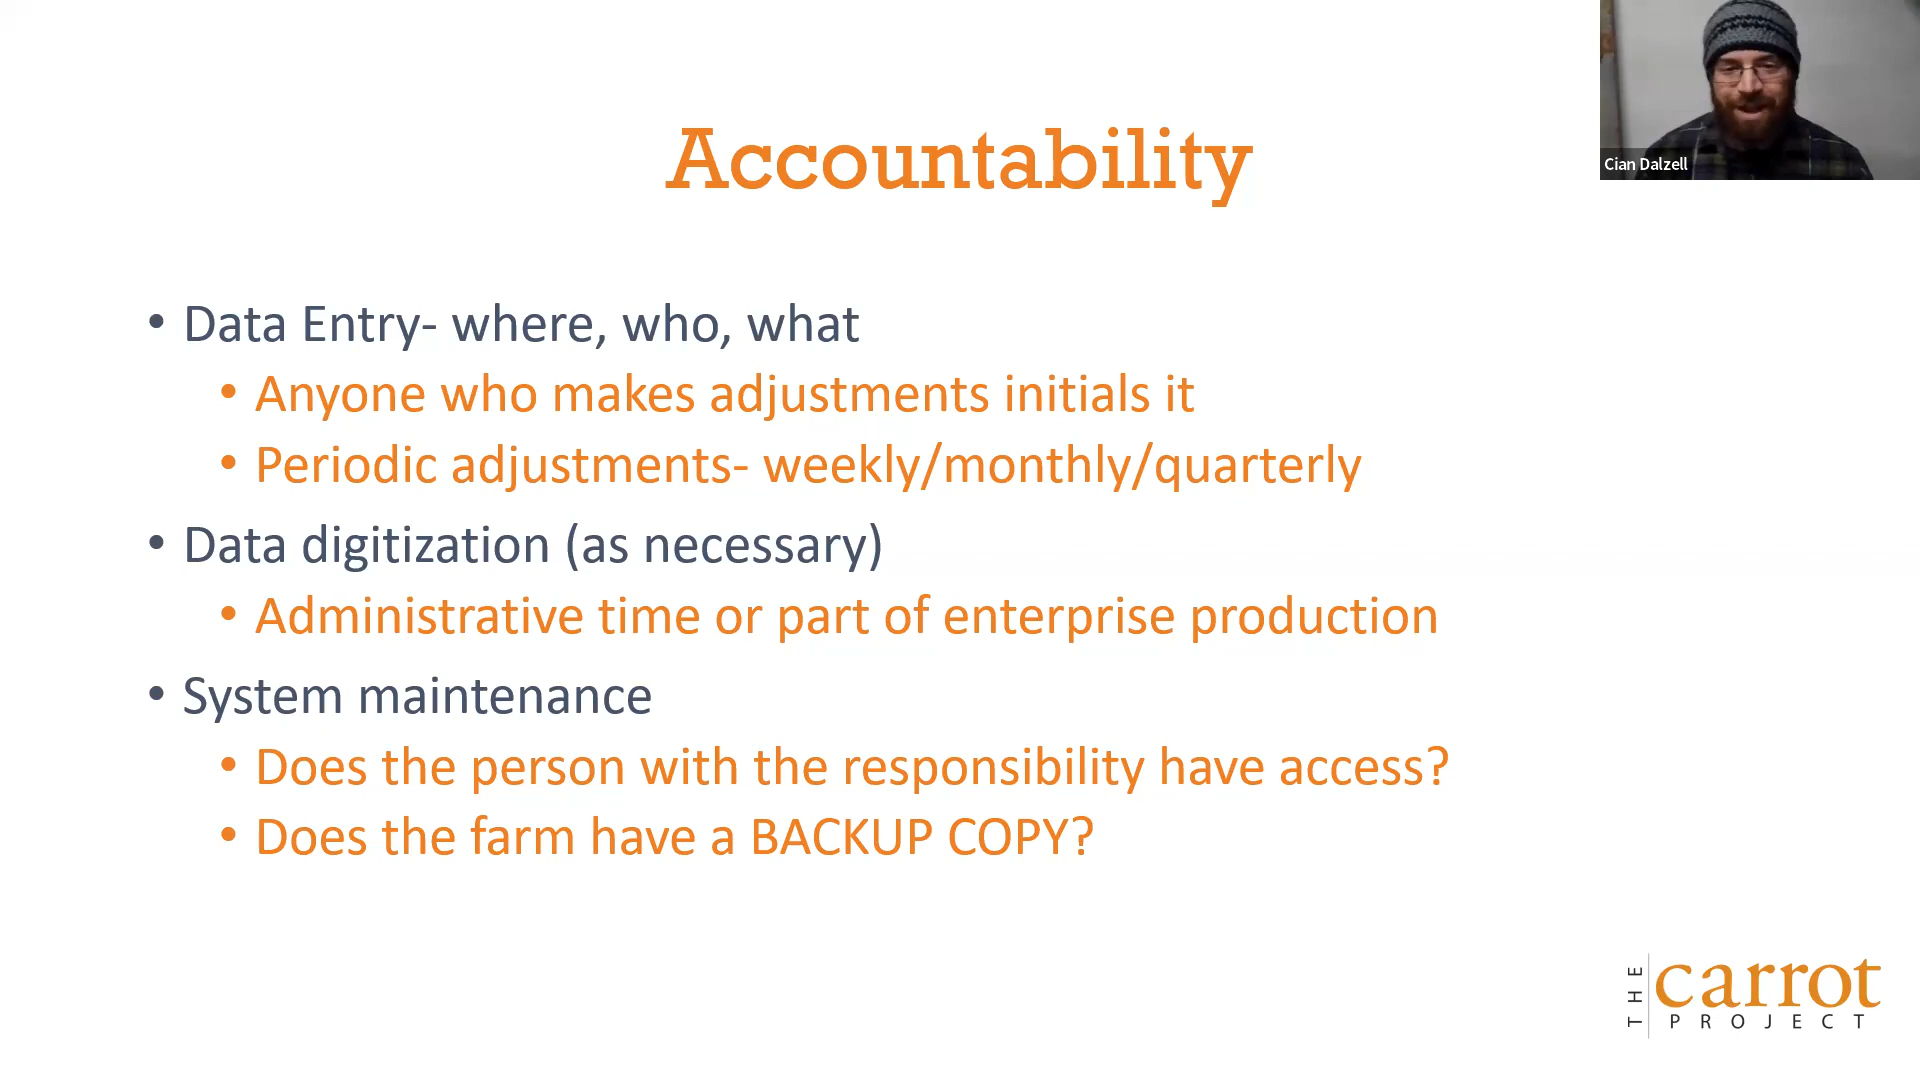 Cian Dalzell
Accountability
• Data Entry- where, who, what
• Anyone who makes adjustments initials it
• Periodic adjustments- weekly/monthly/quarterly
• Data digitization (as necessary)
• Administrative time or part of enterprise production
• System maintenance
• Does the person with the responsibility have access?
• Does the farm have a BACKUP COPY?
THE
carrot
PROJECT